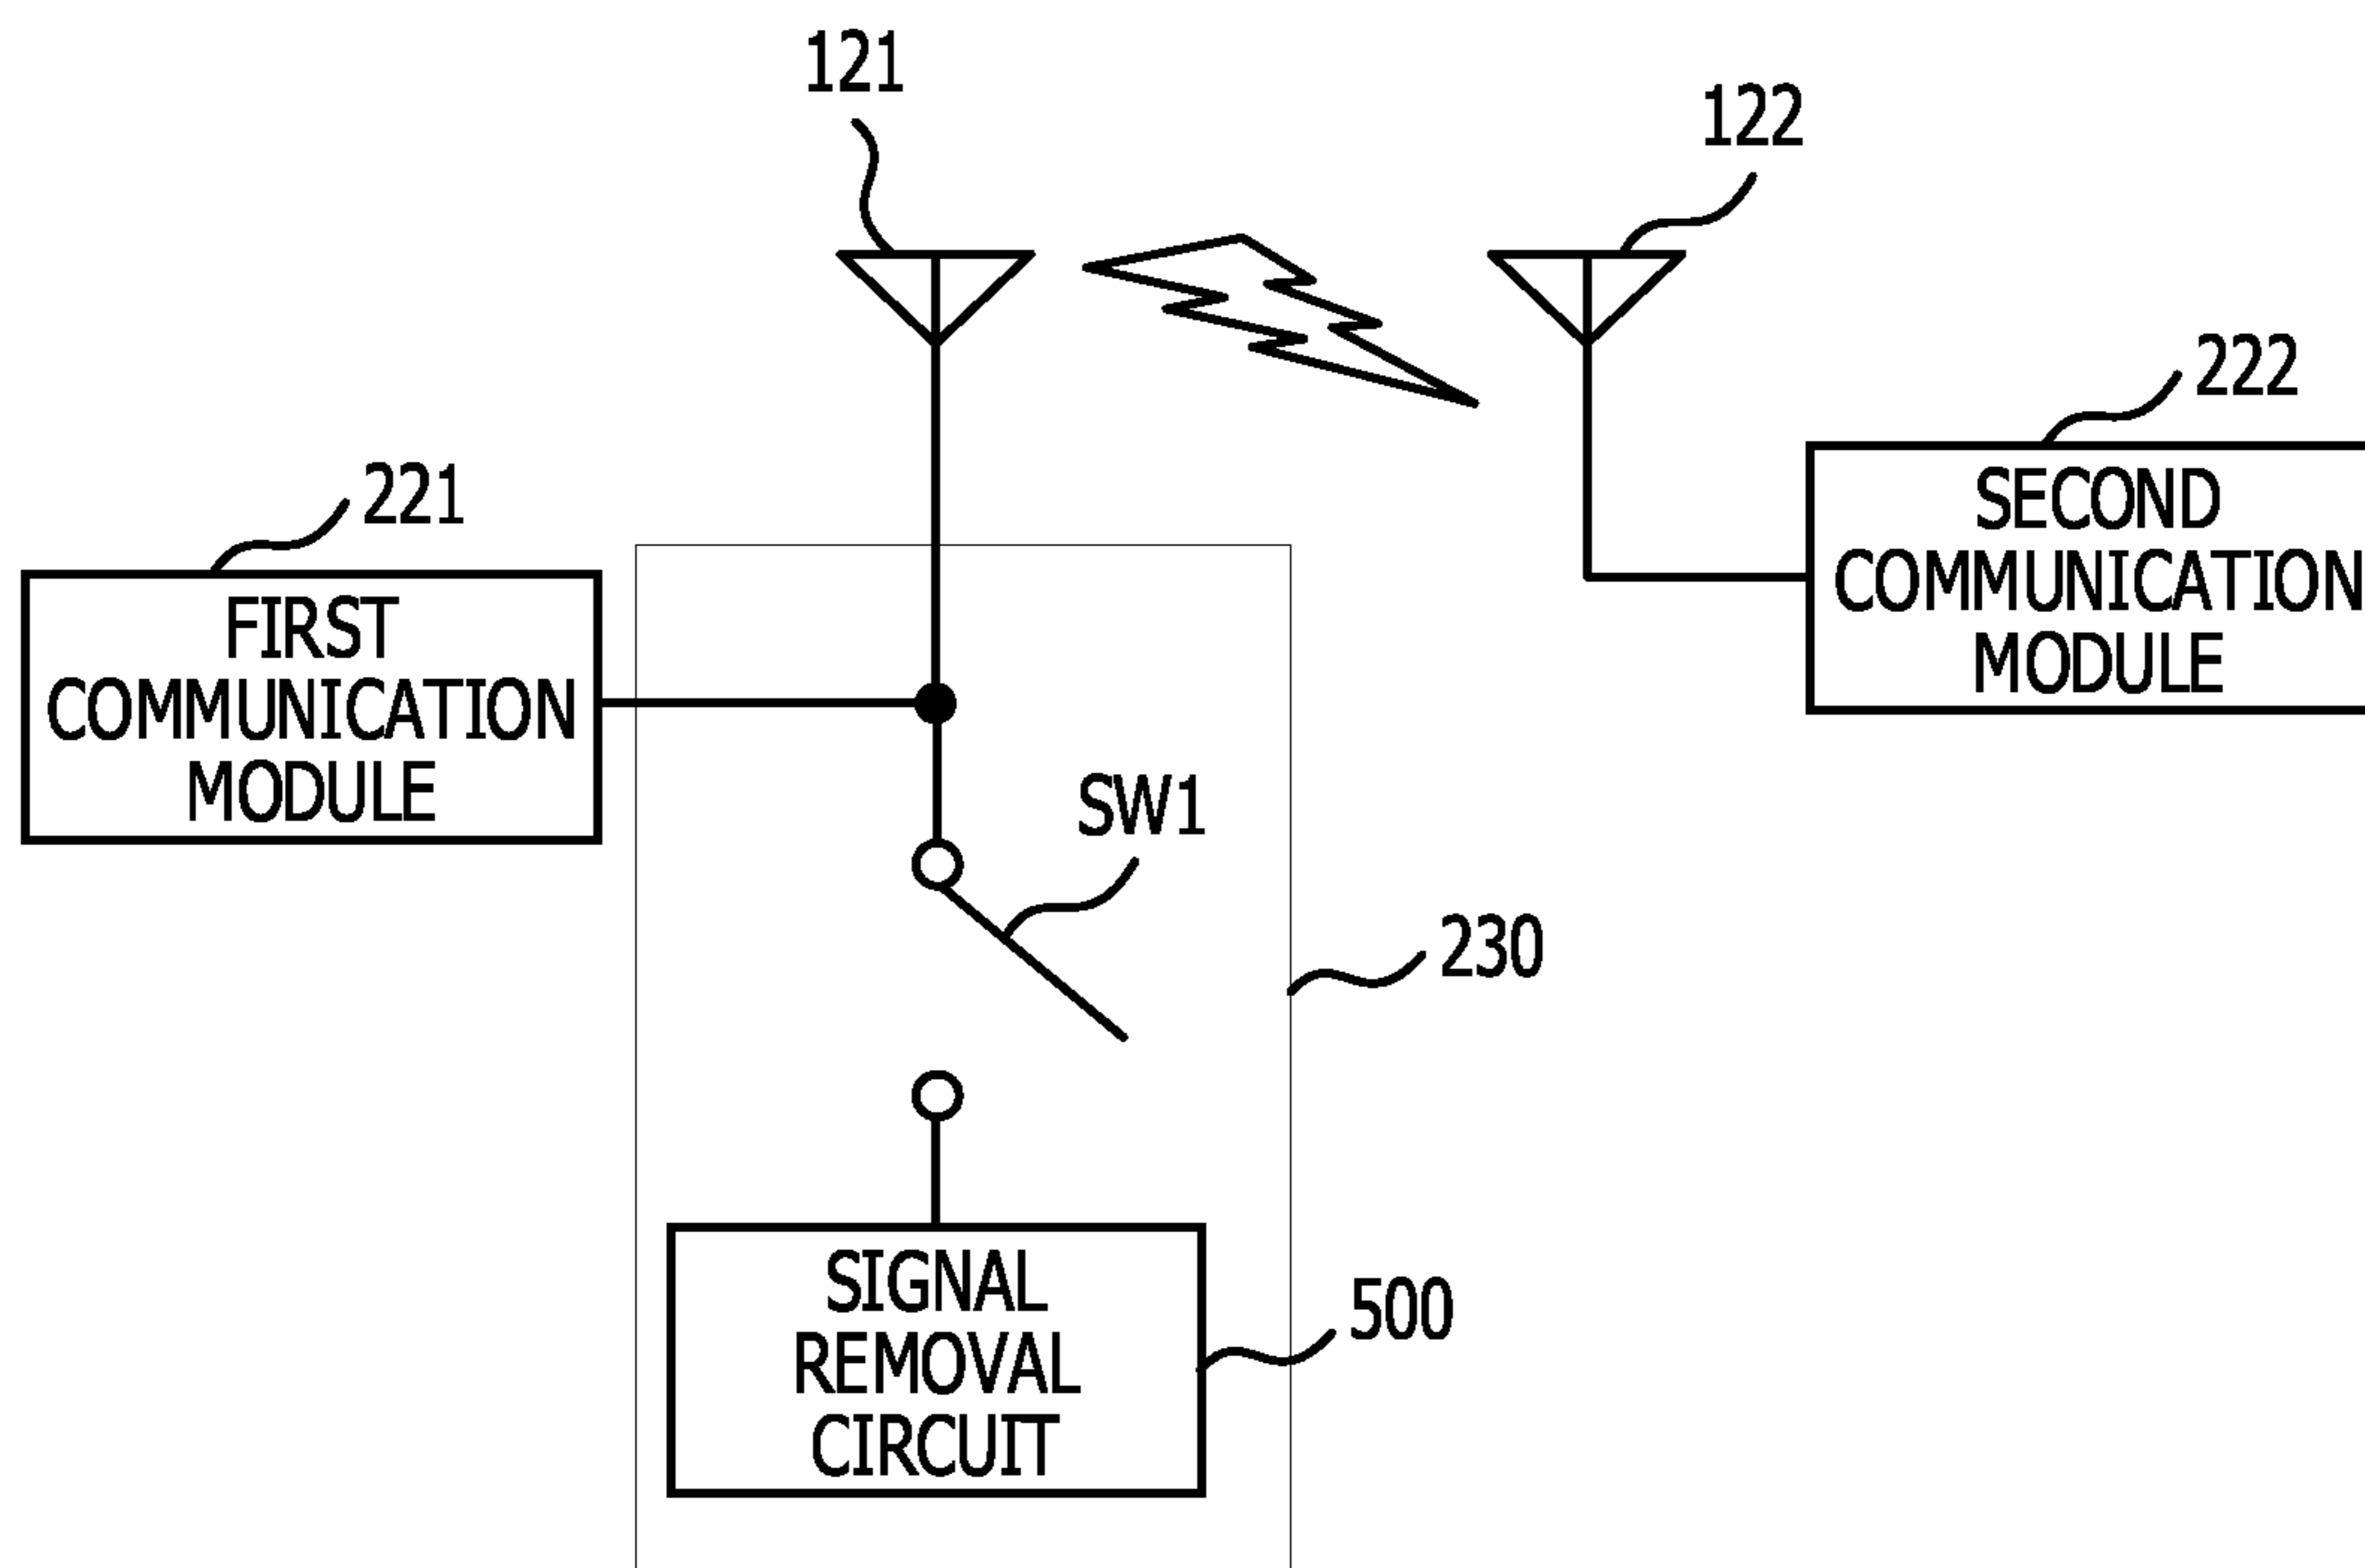 121
122
222
SECOND
COMMUNICATION
MODULE
221
FIRST
COMMUNICATION
MODULE
SW1
230
SIGNAL
REMOVAL
CIRCUIT
500